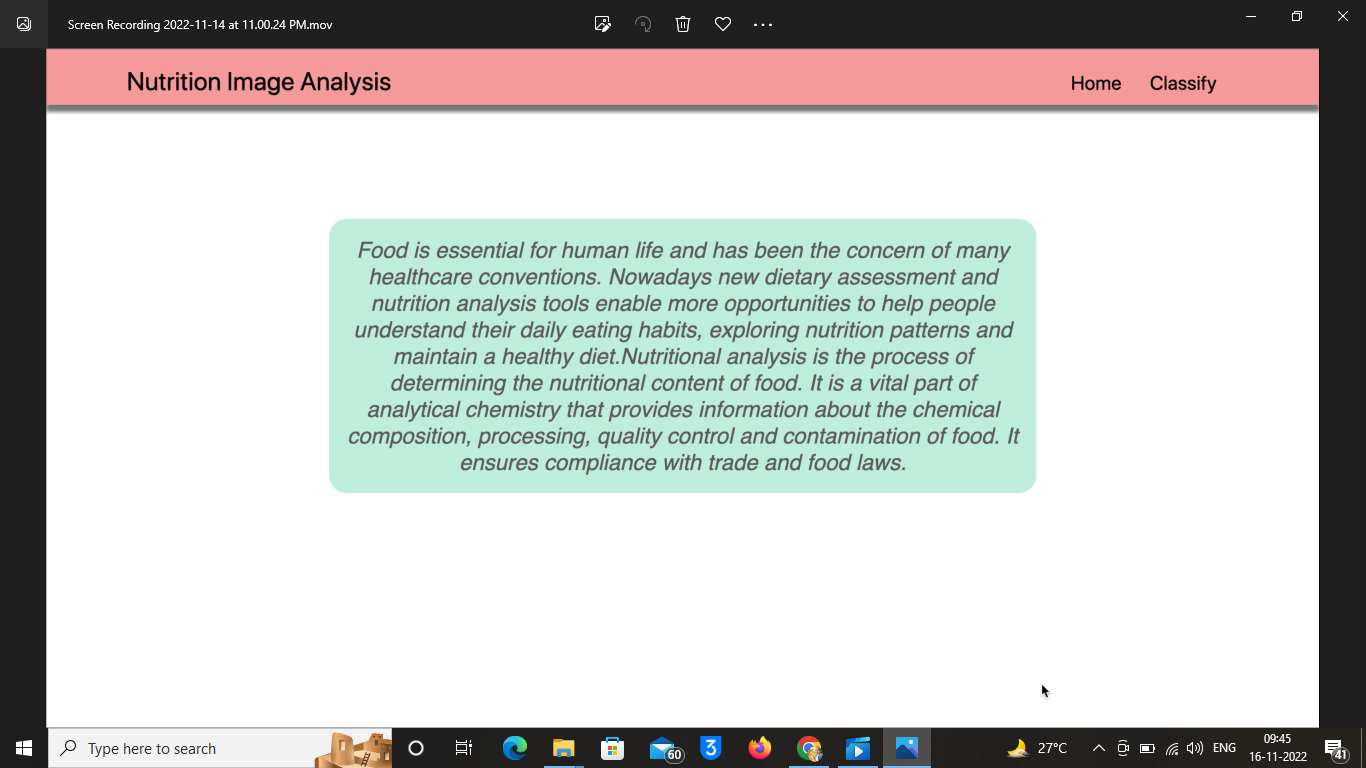 Screen Recording 2022-11-14 at 11.00.24 PM.mov
Nutrition Image Analysis
Home Classify
Food is essential for human life and has been the concern of many
healthcare conventions. Nowadays new dietary assessment and
nutrition analysis tools enable more opportunities to help people
understand their daily eating habits, exploring nutrition patterns and
maintain a healthy diet.Nutritional analysis is the process of
determining the nutritional content of food. It is a vital part of
analytical chemistry that provides information about the chemical
composition, processing, quality control and contamination of food. It
ensures compliance with trade and food laws.
Type here to search
60
3
27°C
ENG
09:45
16-11-2022
41